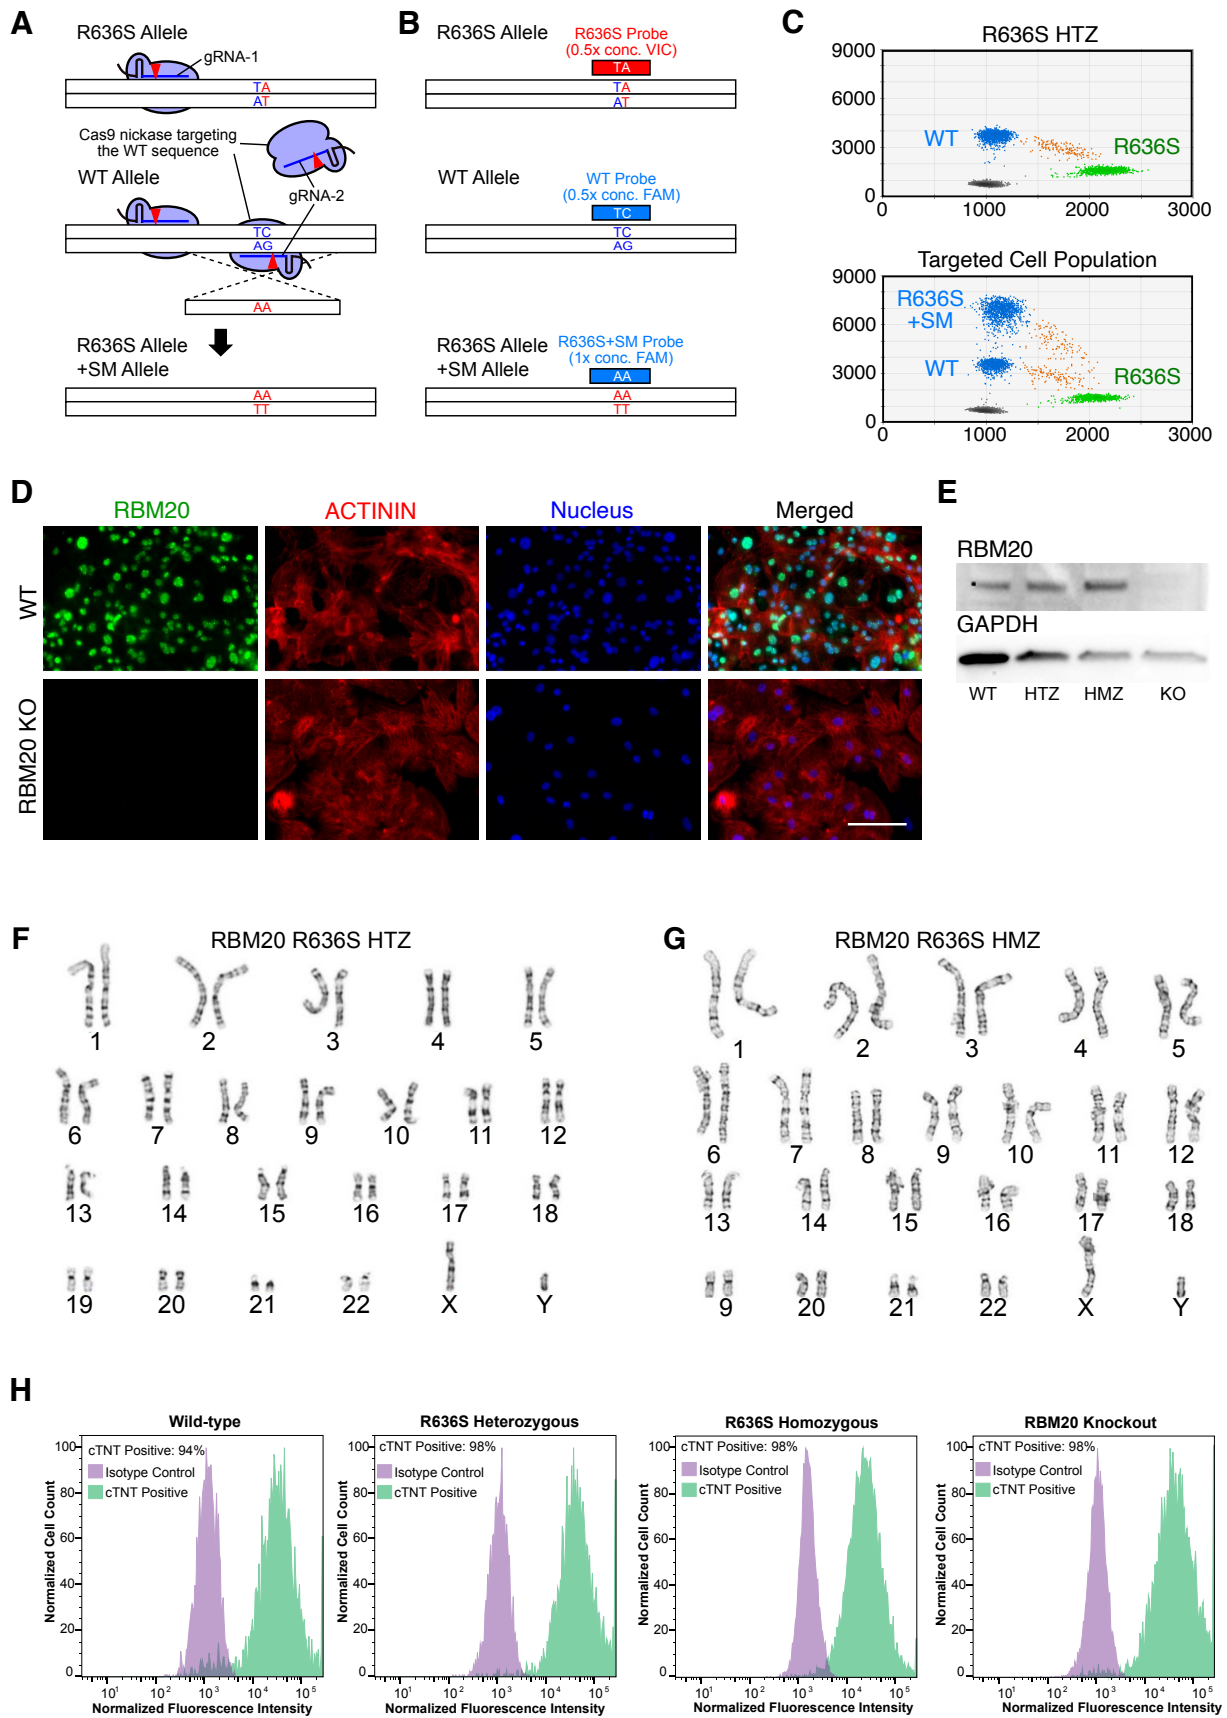 A
R636S Allele
gRNA-1
TA
AT
Cas9 nickase targeting
the WT sequence
WT Allele
gRNA-2
TC
AG
AA
R636S Allele
+SM Allele
AA
TT
B
R636S Allele
R636S Probe
(0.5x conc. VIC)
TA
TA
AT
WT Allele
WT Probe
(0.5x conc. FAM)
TC
TC
AG
R636S Allele
+SM Allele
R636S+SM Probe
(1x conc. FAM)
AA
AA
TT
C
R636S HTZ
9000
6000
3000
0
WT
R636S
0 1000 2000 3000
Targeted Cell Population
9000
6000
3000
0
R636S
+SM
WT
R636S
0 1000 2000 3000
D
RBM20 ACTININ Nucleus Merged
WT
RBM20 KO
E
RBM20
GAPDH
WT HTZ HMZ KO
F
RBM20 R636S HTZ
1 2 3 4 5
6 7 8 9 10 11 12
13 14 15 16 17 18
19 20 21 22 X Y
G
RBM20 R636S HMZ
1 2 3 4 5
6 7 8 9 10 11 12
13 14 15 16 17 18
9 20 21 22 X Y
H
Wild-type
cTNT Positive: 94%
Isotype Control
cTNT Positive
Normalized Cell Count
100
80
60
40
20
0
10¹ 10² 10³ 10⁴ 10⁵
Normalized Fluorescence Intensity
R636S Heterozygous
cTNT Positive: 98%
Isotype Control
cTNT Positive
Normalized Cell Count
100
80
60
40
20
0
10¹ 10² 10³ 10⁴ 10⁵
Normalized Fluorescence Intensity
R636S Homozygous
cTNT Positive: 98%
Isotype Control
cTNT Positive
Normalized Cell Count
100
80
60
40
20
0
10¹ 10² 10³ 10⁴ 10⁵
Normalized Fluorescence Intensity
RBM20 Knockout
cTNT Positive: 98%
Isotype Control
cTNT Positive
Normalized Cell Count
100
80
60
40
20
0
10¹ 10² 10³ 10⁴ 10⁵
Normalized Fluorescence Intensity